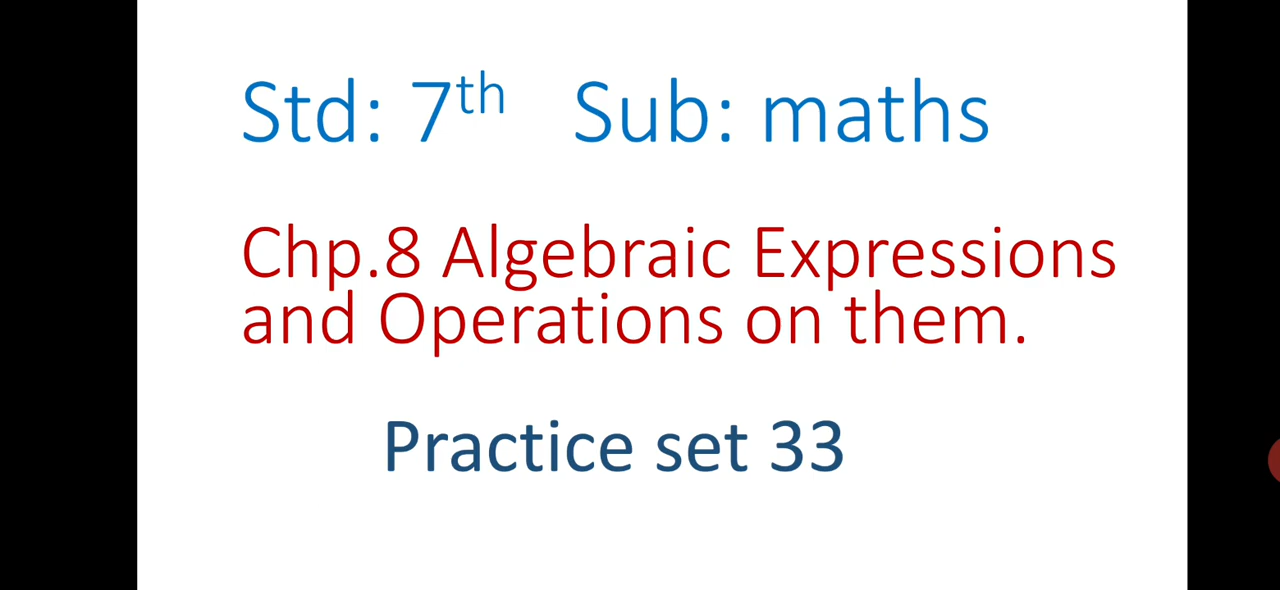 Std: 7th Sub: maths
Chp.8 Algebraic Expressions
and Operations on them.
Practice set 33